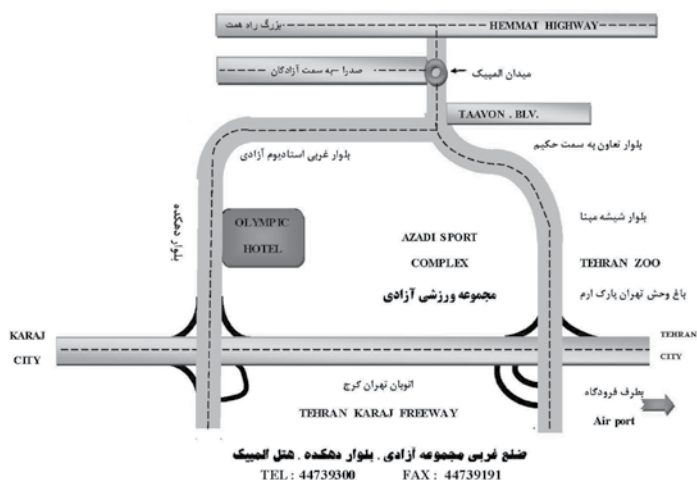 بزرگ راه همت
HEMMAT HIGHWAY
صدرا - به سمت آزادگان
میدان المپیک
TAAVON . BLV.
بلوار تعاون به سمت حکیم
بلوار غربی استادیوم آزادی
بلوار دهکده
OLYMPIC
HOTEL
AZADI SPORT
COMPLEX
مجموعه ورزشی آزادی
بلوار شیشه مینا
TEHRAN ZOO
باغ وحش تهران پارک ارم
KARAJ
CITY
TEHRAN
CITY
اتوبان تهران کرج
TEHRAN KARAJ FREEWAY
بطرف فرودگاه
Air port
ضلع غربی مجموعه آزادی . بلوار دهکده . هتل المپیک
TEL : 44739300 FAX : 44739191